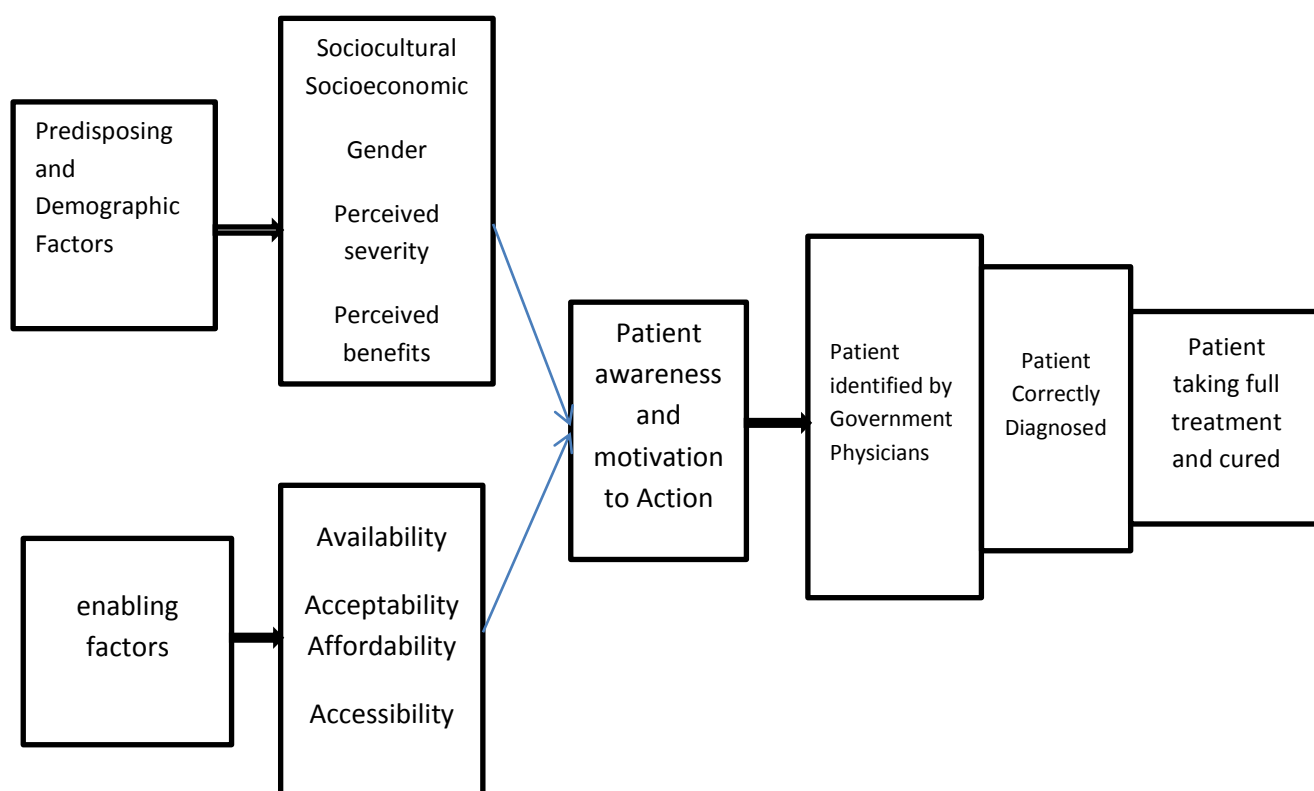 Predisposing
and
Demographic
Factors
Sociocultural
Socioeconomic
Gender
Perceived
severity
Perceived
benefits
enabling
factors
Availability
Acceptability
Affordability
Accessibility
Patient
awareness
and
motivation
to Action
Patient
identified by
Government
Physicians
Patient
Correctly
Diagnosed
Patient
taking full
treatment
and cured